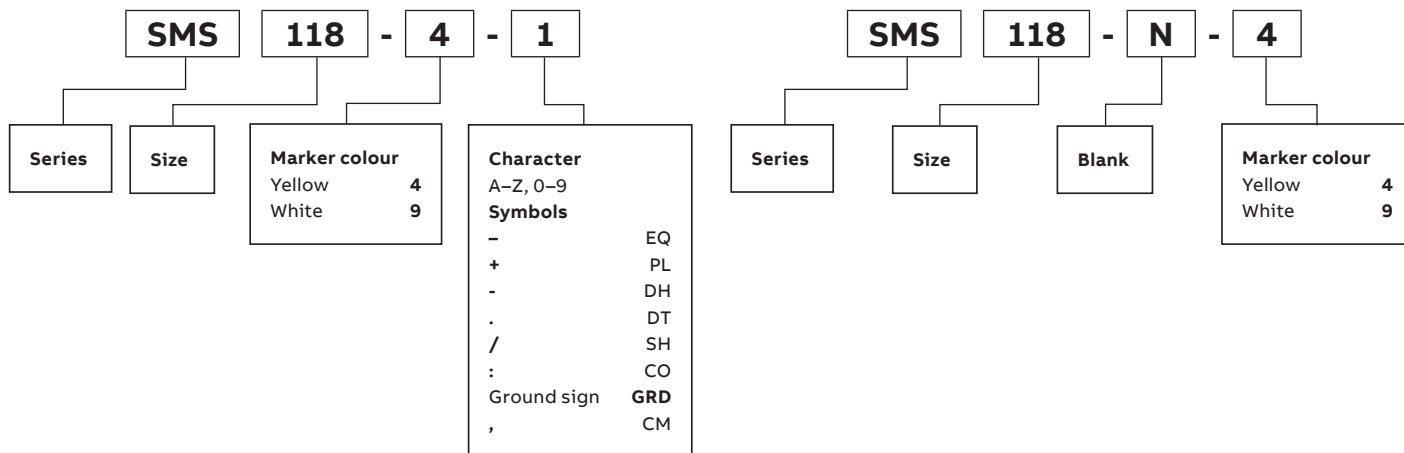 SMS 118 - 4 - 1
Series
Size
Marker colour
Yellow 4
White 9
Character
A–Z, 0–9
Symbols
– EQ
+ PL
- DH
. DT
/ SH
: CO
Ground sign GRD
, CM
SMS 118 - N - 4
Series
Size
Blank
Marker colour
Yellow 4
White 9